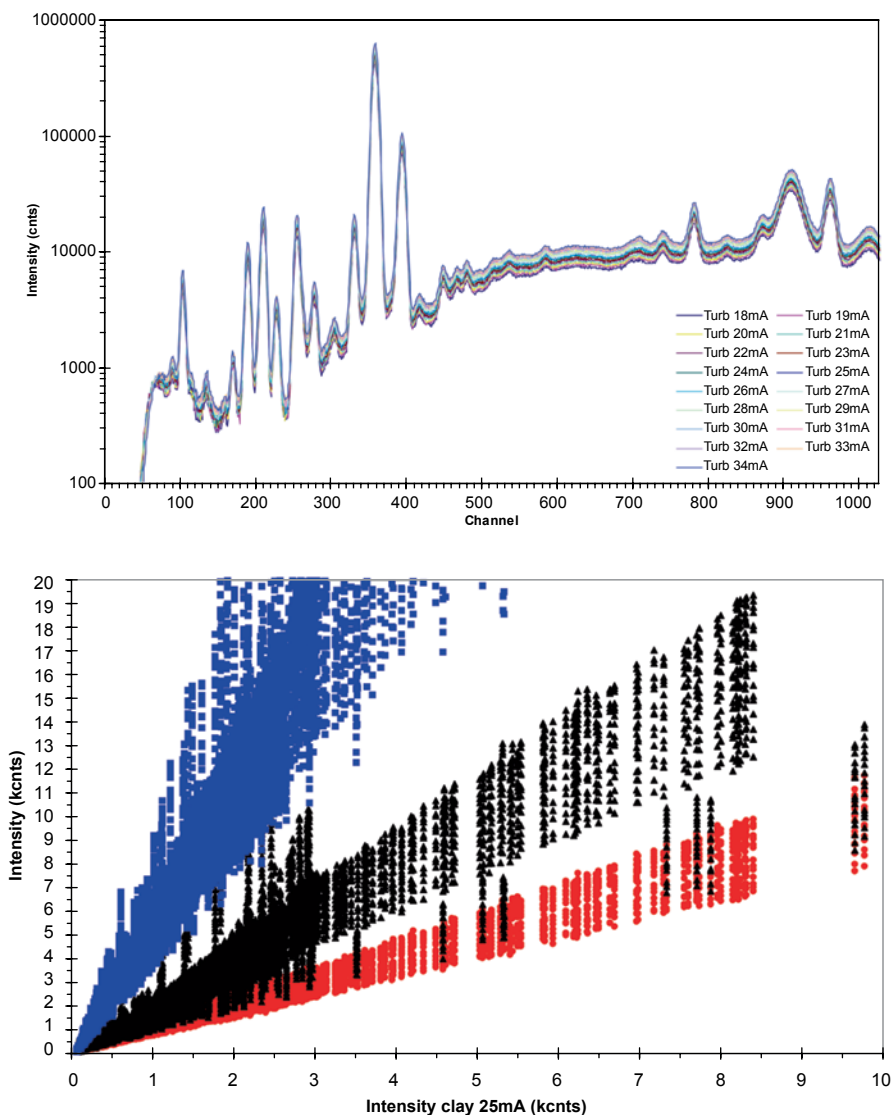 1000000
100000
10000
1000
100
Intensity (cnts)
0 100 200 300 400 500 600 700 800 900 1000
Channel
Turb 18mA Turb 19mA
Turb 20mA Turb 21mA
Turb 22mA Turb 23mA
Turb 24mA Turb 25mA
Turb 26mA Turb 27mA
Turb 28mA Turb 29mA
Turb 30mA Turb 31mA
Turb 32mA Turb 33mA
Turb 34mA
20
19
18
17
16
15
14
13
12
11
10
9
8
7
6
5
4
3
2
1
0
Intensity (kcnts)
0 1 2 3 4 5 6 7 8 9 10
Intensity clay 25mA (kcnts)